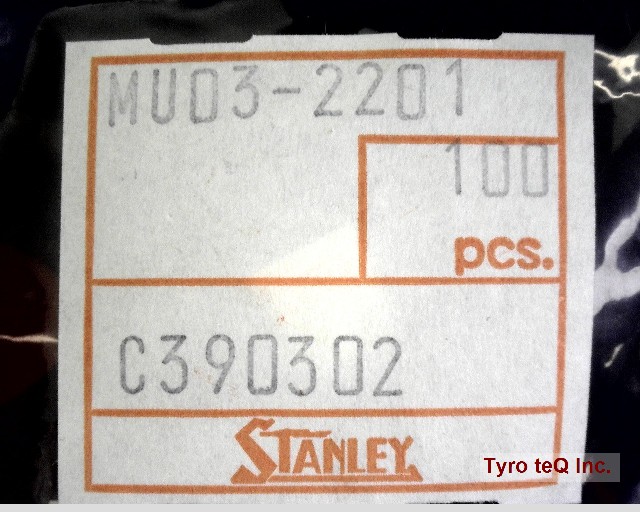 MU03-2201
100
pcs.
C390302
STANLEY
Tyro teQ Inc.